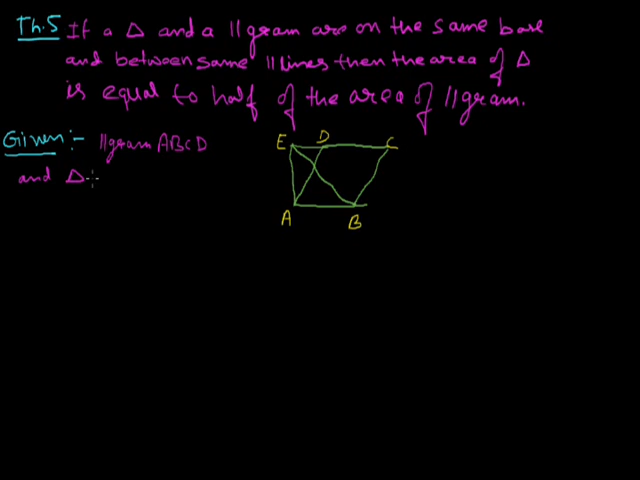 Th.5 If a Δ and a ||gram are on the same base
and between same ||lines then the area of Δ
is equal to half of the area of ||gram.
Given:- ||gram ABCD
and Δ
E D C
A B